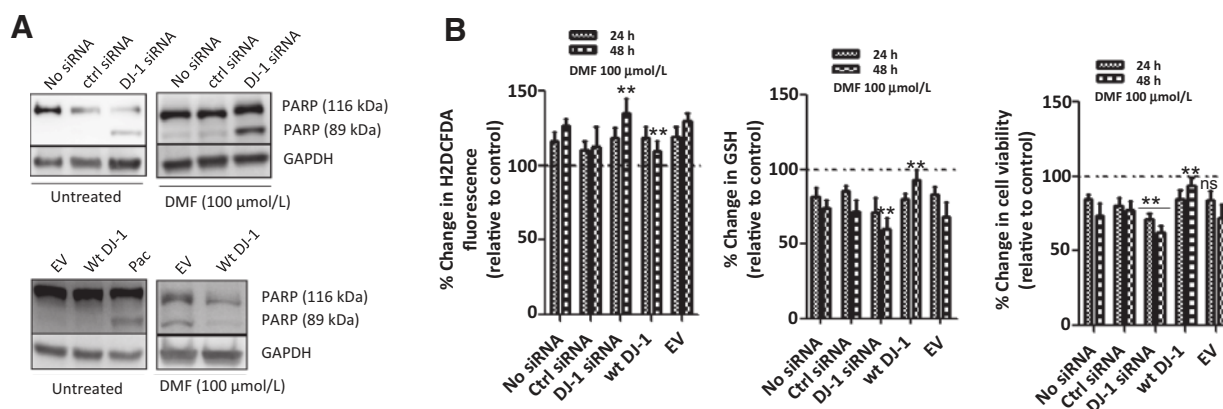 A
No siRNA
ctrl siRNA
DJ-1 siRNA
No siRNA
ctrl siRNA
DJ-1 siRNA
PARP (116 kDa)
PARP (89 kDa)
GAPDH
Untreated
DMF (100 μmol/L)
EV
Wt DJ-1
Pac
EV
Wt DJ-1
PARP (116 kDa)
PARP (89 kDa)
GAPDH
Untreated
DMF (100 μmol/L)
B
24 h
48 h
DMF 100 μmol/L
% Change in H2DCFDA
fluorescence
(relative to control)
150
100
50
0
**
**
No siRNA
Ctrl siRNA
DJ-1 siRNA
wt DJ-1
EV
24 h
48 h
DMF 100 μmol/L
% Change in GSH
(relative to control)
150
100
50
0
**
**
No siRNA
Ctrl siRNA
DJ-1 siRNA
wt DJ-1
EV
24 h
48 h
DMF 100 μmol/L
% Change in cell viability
(relative to control)
150
100
50
0
**
**
ns
No siRNA
Ctrl siRNA
DJ-1 siRNA
wt DJ-1
EV